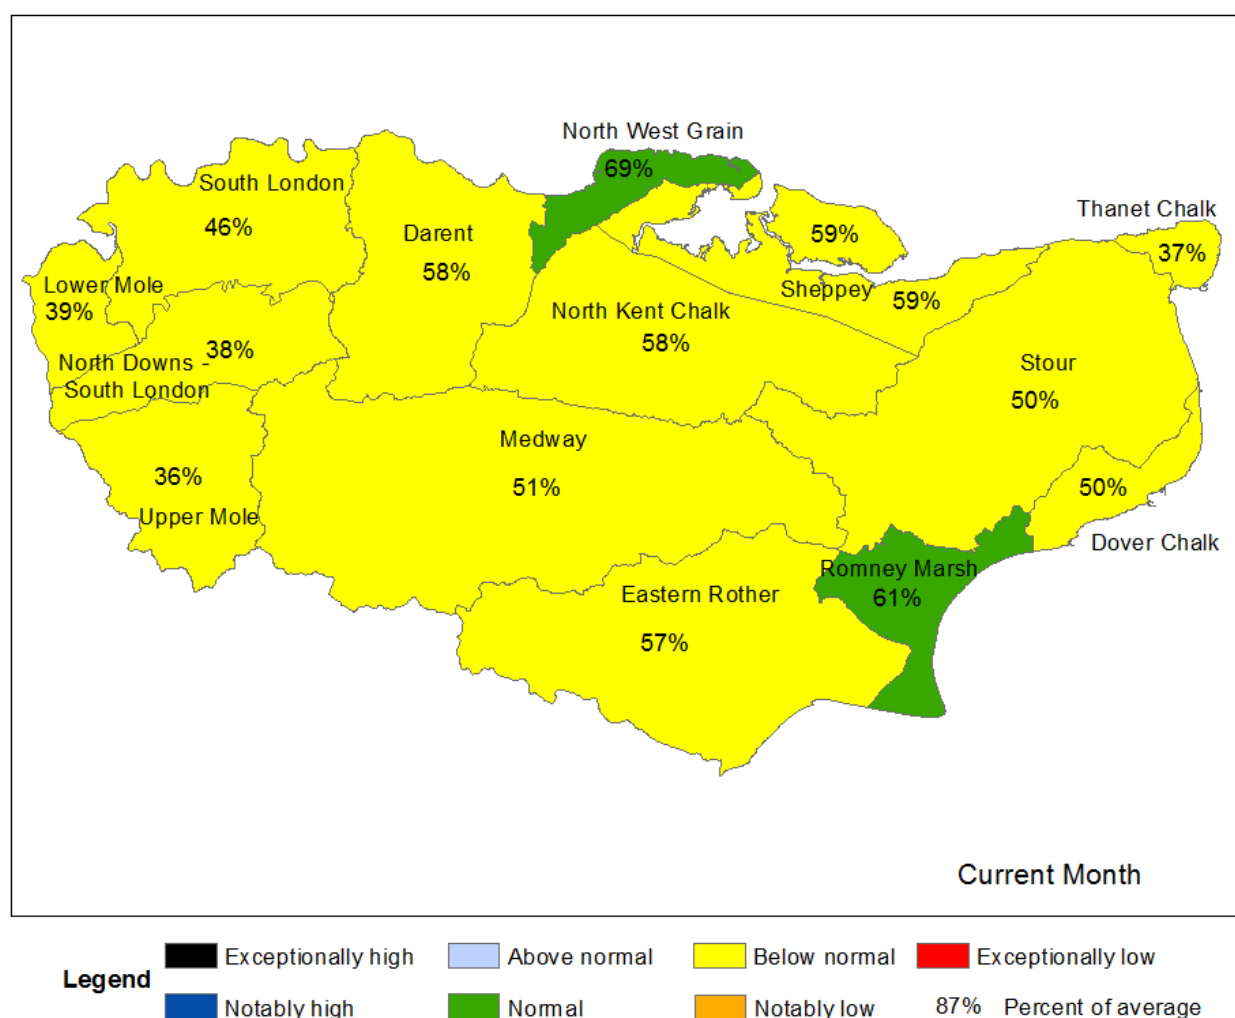 North West Grain
69%
South London
46%
Thanet Chalk
37%
Darent
58%
59%
Lower Mole
39%
Sheppey
59%
North Kent Chalk
58%
38%
North Downs -
South London
Stour
50%
Medway
51%
36%
Upper Mole
50%
Dover Chalk
Romney Marsh
61%
Eastern Rother
57%
Current Month
Legend
Exceptionally high
Above normal
Below normal
Exceptionally low
Notably high
Normal
Notably low
87% Percent of average